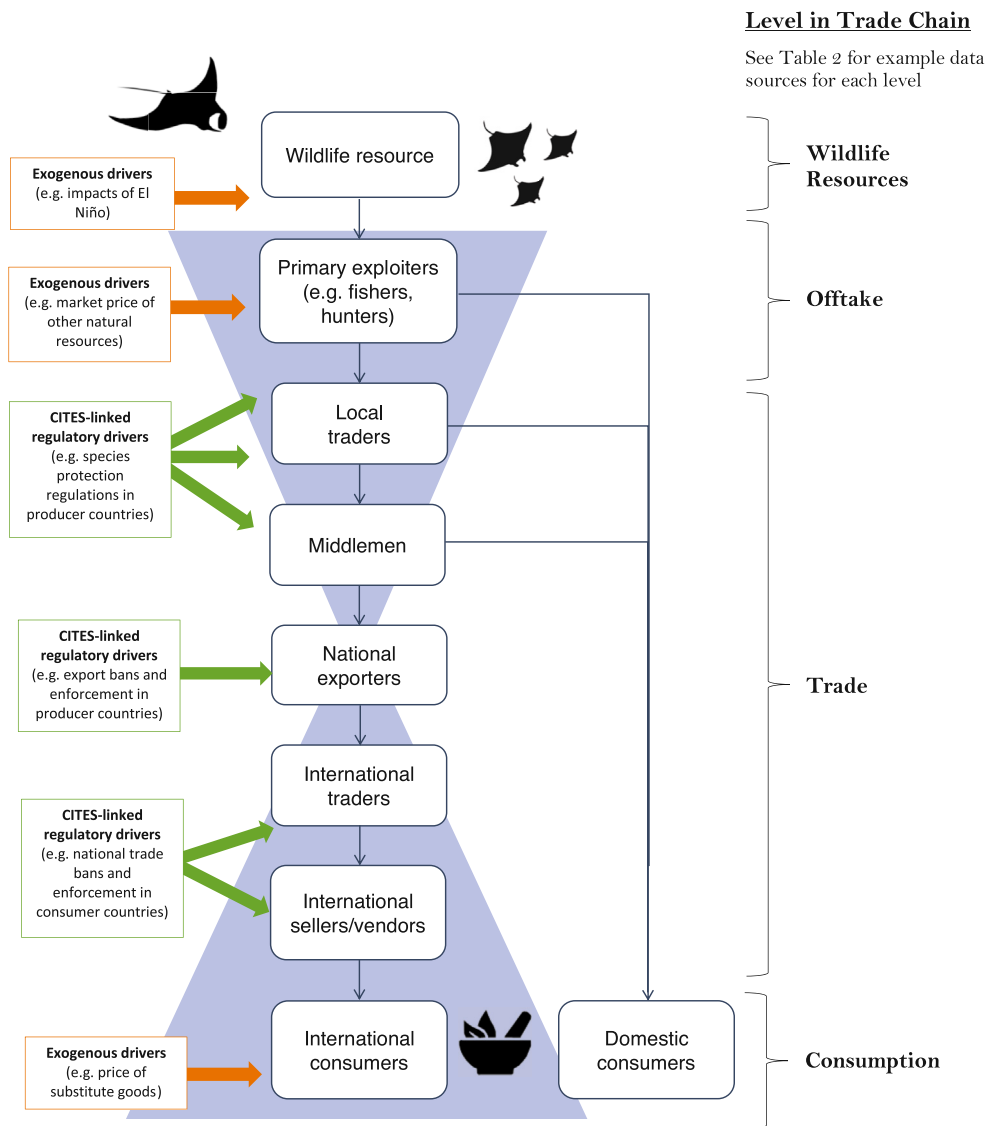 Level in Trade Chain
See Table 2 for example data
sources for each level
Wildlife resource
Wildlife
Resources
Exogenous drivers
(e.g. impacts of El
Niño)
Primary exploiters
(e.g. fishers,
hunters)
Offtake
Exogenous drivers
(e.g. market price of
other natural
resources)
Local
traders
CITES-linked
regulatory drivers
(e.g. species
protection
regulations in
producer countries)
Middlemen
CITES-linked
regulatory drivers
(e.g. export bans and
enforcement in
producer countries)
National
exporters
Trade
International
traders
CITES-linked
regulatory drivers
(e.g. national trade
bans and
enforcement in
consumer countries)
International
sellers/vendors
International
consumers
Domestic
consumers
Consumption
Exogenous drivers
(e.g. price of
substitute goods)